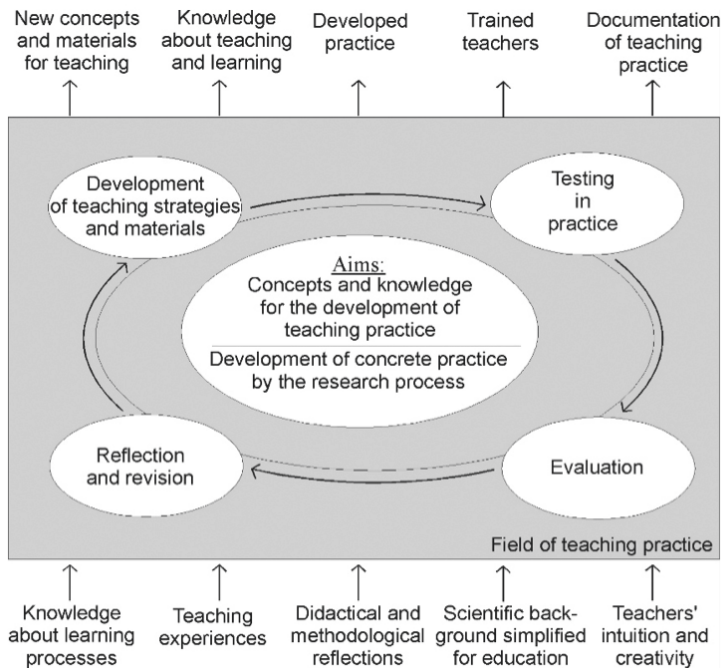 New concepts
and materials
for teaching
Knowledge
about teaching
and learning
Developed
practice
Trained
teachers
Documentation
of teaching
practice
Development
of teaching strategies
and materials
Testing
in
practice
Aims:
Concepts and knowledge
for the development of
teaching practice
Development of concrete practice
by the research process
Reflection
and revision
Evaluation
Field of teaching practice
Knowledge
about learning
processes
Teaching
experiences
Didactical and
methodological
reflections
Scientific back-
ground simplified
for education
Teachers'
intuition and
creativity